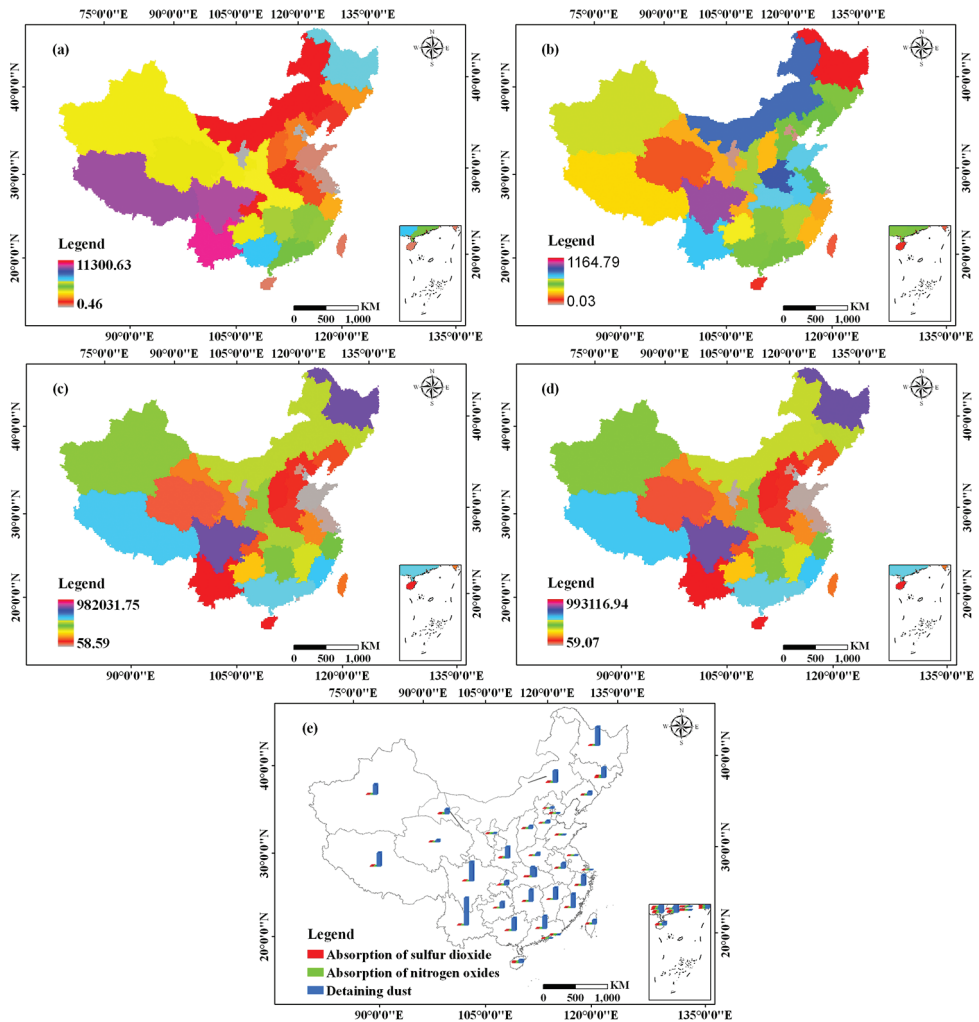 75°0'0"E 90°0'0"E 105°0'0"E 120°0'0"E 135°0'0"E
75°0'0"E 90°0'0"E 105°0'0"E 120°0'0"E 135°0'0"E
(a)
N
W E
S
40°0'0"N
30°0'0"N
20°0'0"N
Legend
11300.63
0.46
KM
0 500 1,000
(b)
N
W E
S
40°0'0"N
30°0'0"N
20°0'0"N
Legend
1164.79
0.03
KM
0 500 1,000
90°0'0"E 105°0'0"E 120°0'0"E 135°0'0"E
90°0'0"E 105°0'0"E 120°0'0"E 135°0'0"E
75°0'0"E 90°0'0"E 105°0'0"E 120°0'0"E 135°0'0"E
75°0'0"E 90°0'0"E 105°0'0"E 120°0'0"E 135°0'0"E
(c)
N
W E
S
40°0'0"N
30°0'0"N
20°0'0"N
Legend
982031.75
58.59
KM
0 500 1,000
(d)
N
W E
S
40°0'0"N
30°0'0"N
20°0'0"N
Legend
993116.94
59.07
KM
0 500 1,000
90°0'0"E 105°0'0"E 120°0'0"E 135°0'0"E
90°0'0"E 105°0'0"E 120°0'0"E 135°0'0"E
75°0'0"E 90°0'0"E 105°0'0"E 120°0'0"E 135°0'0"E
(e)
N
W E
S
40°0'0"N
30°0'0"N
20°0'0"N
40°0'0"N
30°0'0"N
20°0'0"N
Legend
Absorption of sulfur dioxide
Absorption of nitrogen oxides
Detaining dust
KM
0 500 1,000
90°0'0"E 105°0'0"E 120°0'0"E 135°0'0"E